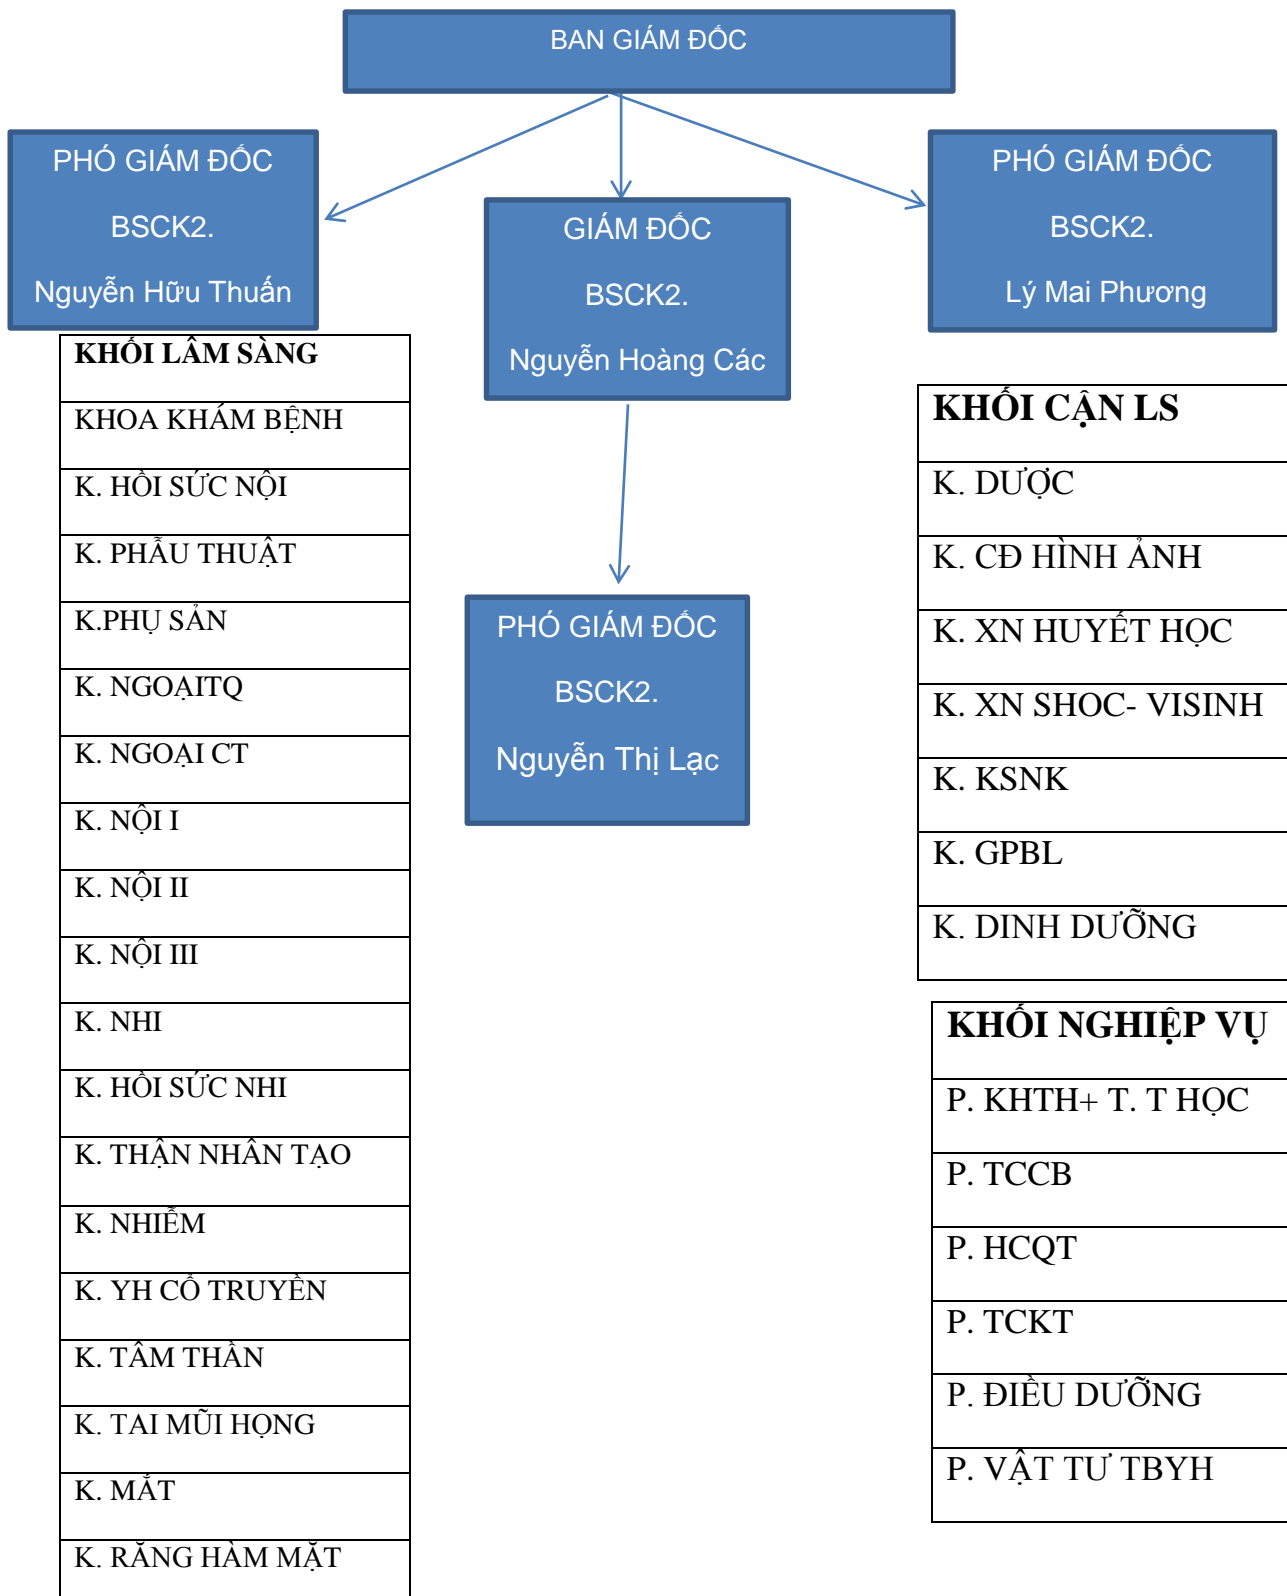 BAN GIÁM ĐỐC
PHÓ GIÁM ĐỐC
BSCK2.
Nguyễn Hữu Thuấn
GIÁM ĐỐC
BSCK2.
Nguyễn Hoàng Các
PHÓ GIÁM ĐỐC
BSCK2.
Lý Mai Phương
PHÓ GIÁM ĐỐC
BSCK2.
Nguyễn Thị Lạc
KHỐI LÂM SÀNG
KHOA KHÁM BỆNH
K. HỒI SỨC NỘI
K. PHẪU THUẬT
K.PHỤ SẢN
K. NGOẠITQ
K. NGOẠI CT
K. NỘI I
K. NỘI II
K. NỘI III
K. NHI
K. HỒI SỨC NHI
K. THẬN NHÂN TẠO
K. NHIỄM
K. YH CỔ TRUYỀN
K. TÂM THẦN
K. TAI MŨI HỌNG
K. MẮT
K. RĂNG HÀM MẶT
KHỐI CẬN LS
K. DƯỢC
K. CĐ HÌNH ẢNH
K. XN HUYẾT HỌC
K. XN SHOC- VISINH
K. KSNK
K. GPBL
K. DINH DƯỠNG
KHỐI NGHIỆP VỤ
P. KHTH+ T. T HỌC
P. TCCB
P. HCQT
P. TCKT
P. ĐIỀU DƯỠNG
P. VẬT TƯ TBYH